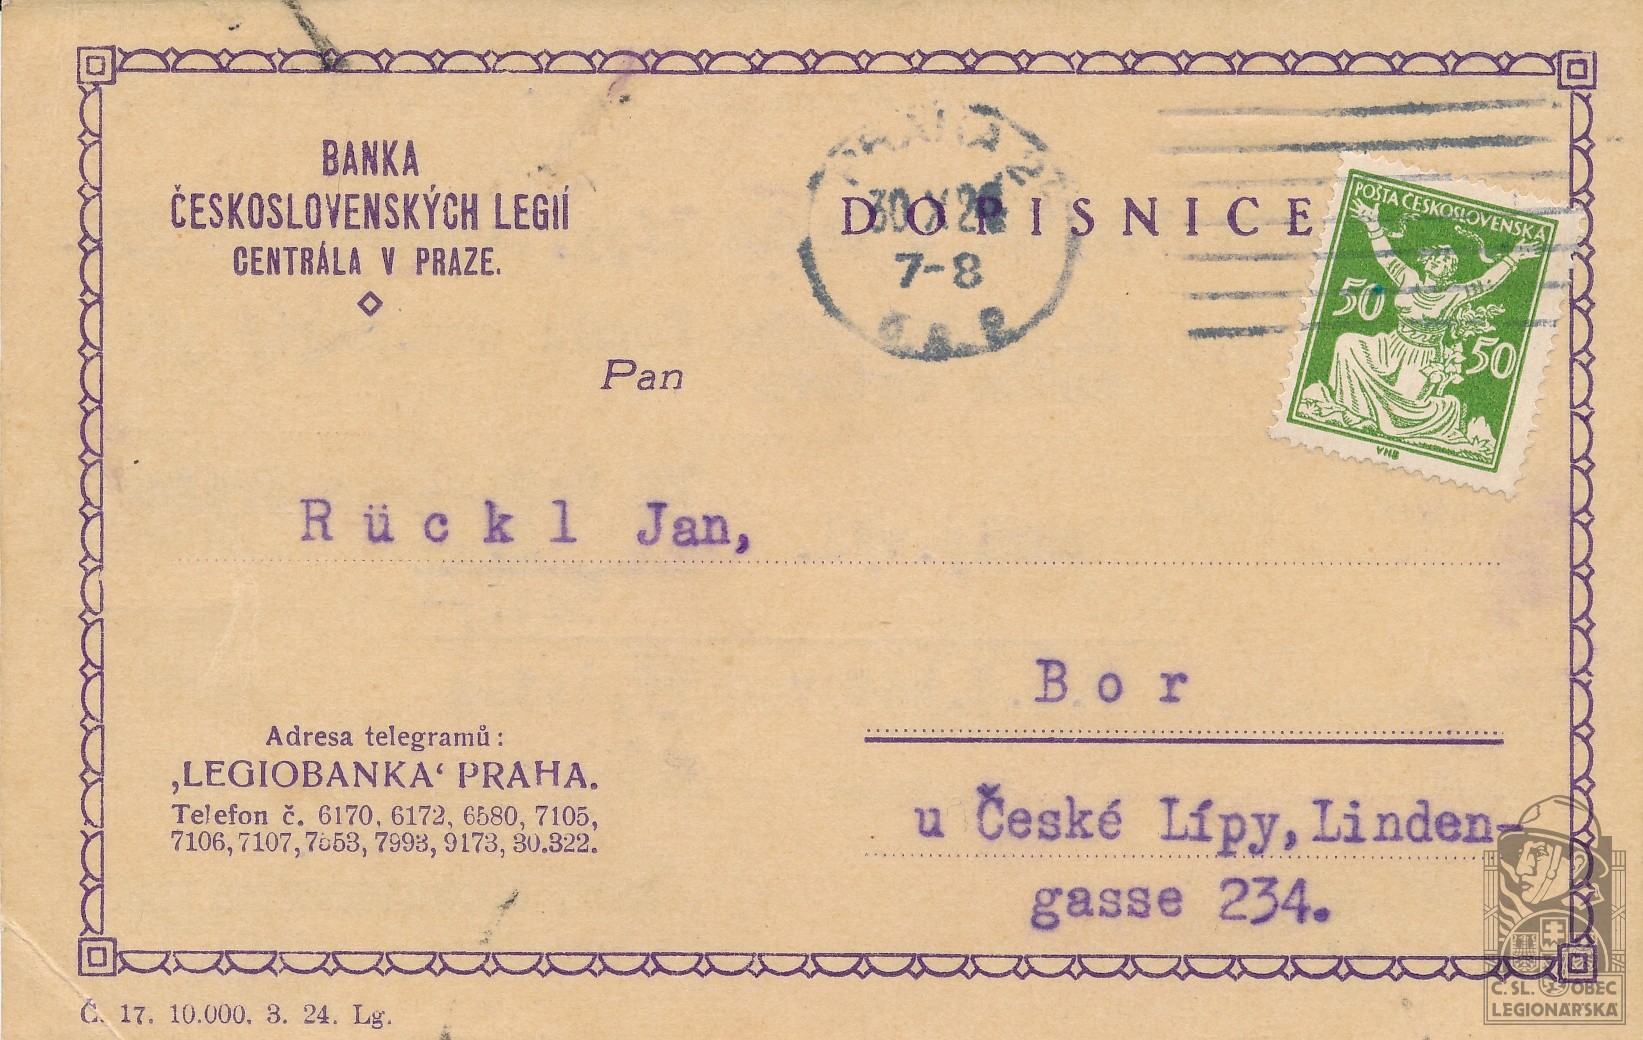 BANKA
ČESKOSLOVENSKÝCH LEGIÍ
CENTRÁLA V PRAZE.
DOPISNICE
7-8
POŠTA ČESKOSLOVENSKÁ
50
50
Pan
Rückl Jan,
Bor
u České Lípy, Linden-
gasse 234.
Adresa telegramů:
‚LEGIOBANKA‘ PRAHA.
Telefon č. 6170, 6172, 6580, 7105,
7106, 7107, 7653, 7993, 9173, 30.322.
Č. 17. 10.000. 3. 24. Lg.
Č. SL. OBEC
LEGIONÁŘSKÁ